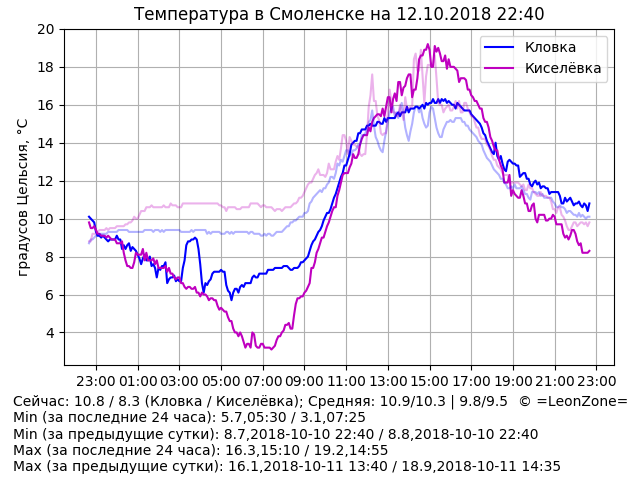 Температура в Смоленске на 12.10.2018 22:40
градусов Цельсия, °C
20
18
16
14
12
10
8
6
4
Кловка
Киселёвка
23:00 01:00 03:00 05:00 07:00 09:00 11:00 13:00 15:00 17:00 19:00 21:00 23:00
Сейчас: 10.8 / 8.3 (Кловка / Киселёвка); Средняя: 10.9/10.3 | 9.8/9.5 © =LeonZone=
Min (за последние 24 часа): 5.7,05:30 / 3.1,07:25
Min (за предыдущие сутки): 8.7,2018-10-10 22:40 / 8.8,2018-10-10 22:40
Max (за последние 24 часа): 16.3,15:10 / 19.2,14:55
Max (за предыдущие сутки): 16.1,2018-10-11 13:40 / 18.9,2018-10-11 14:35